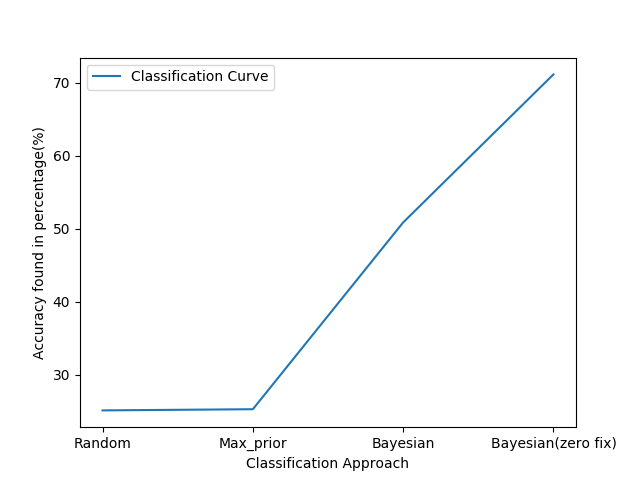 Classification Curve
Accuracy found in percentage(%)
70
60
50
40
30
Random Max_prior Bayesian Bayesian(zero fix)
Classification Approach